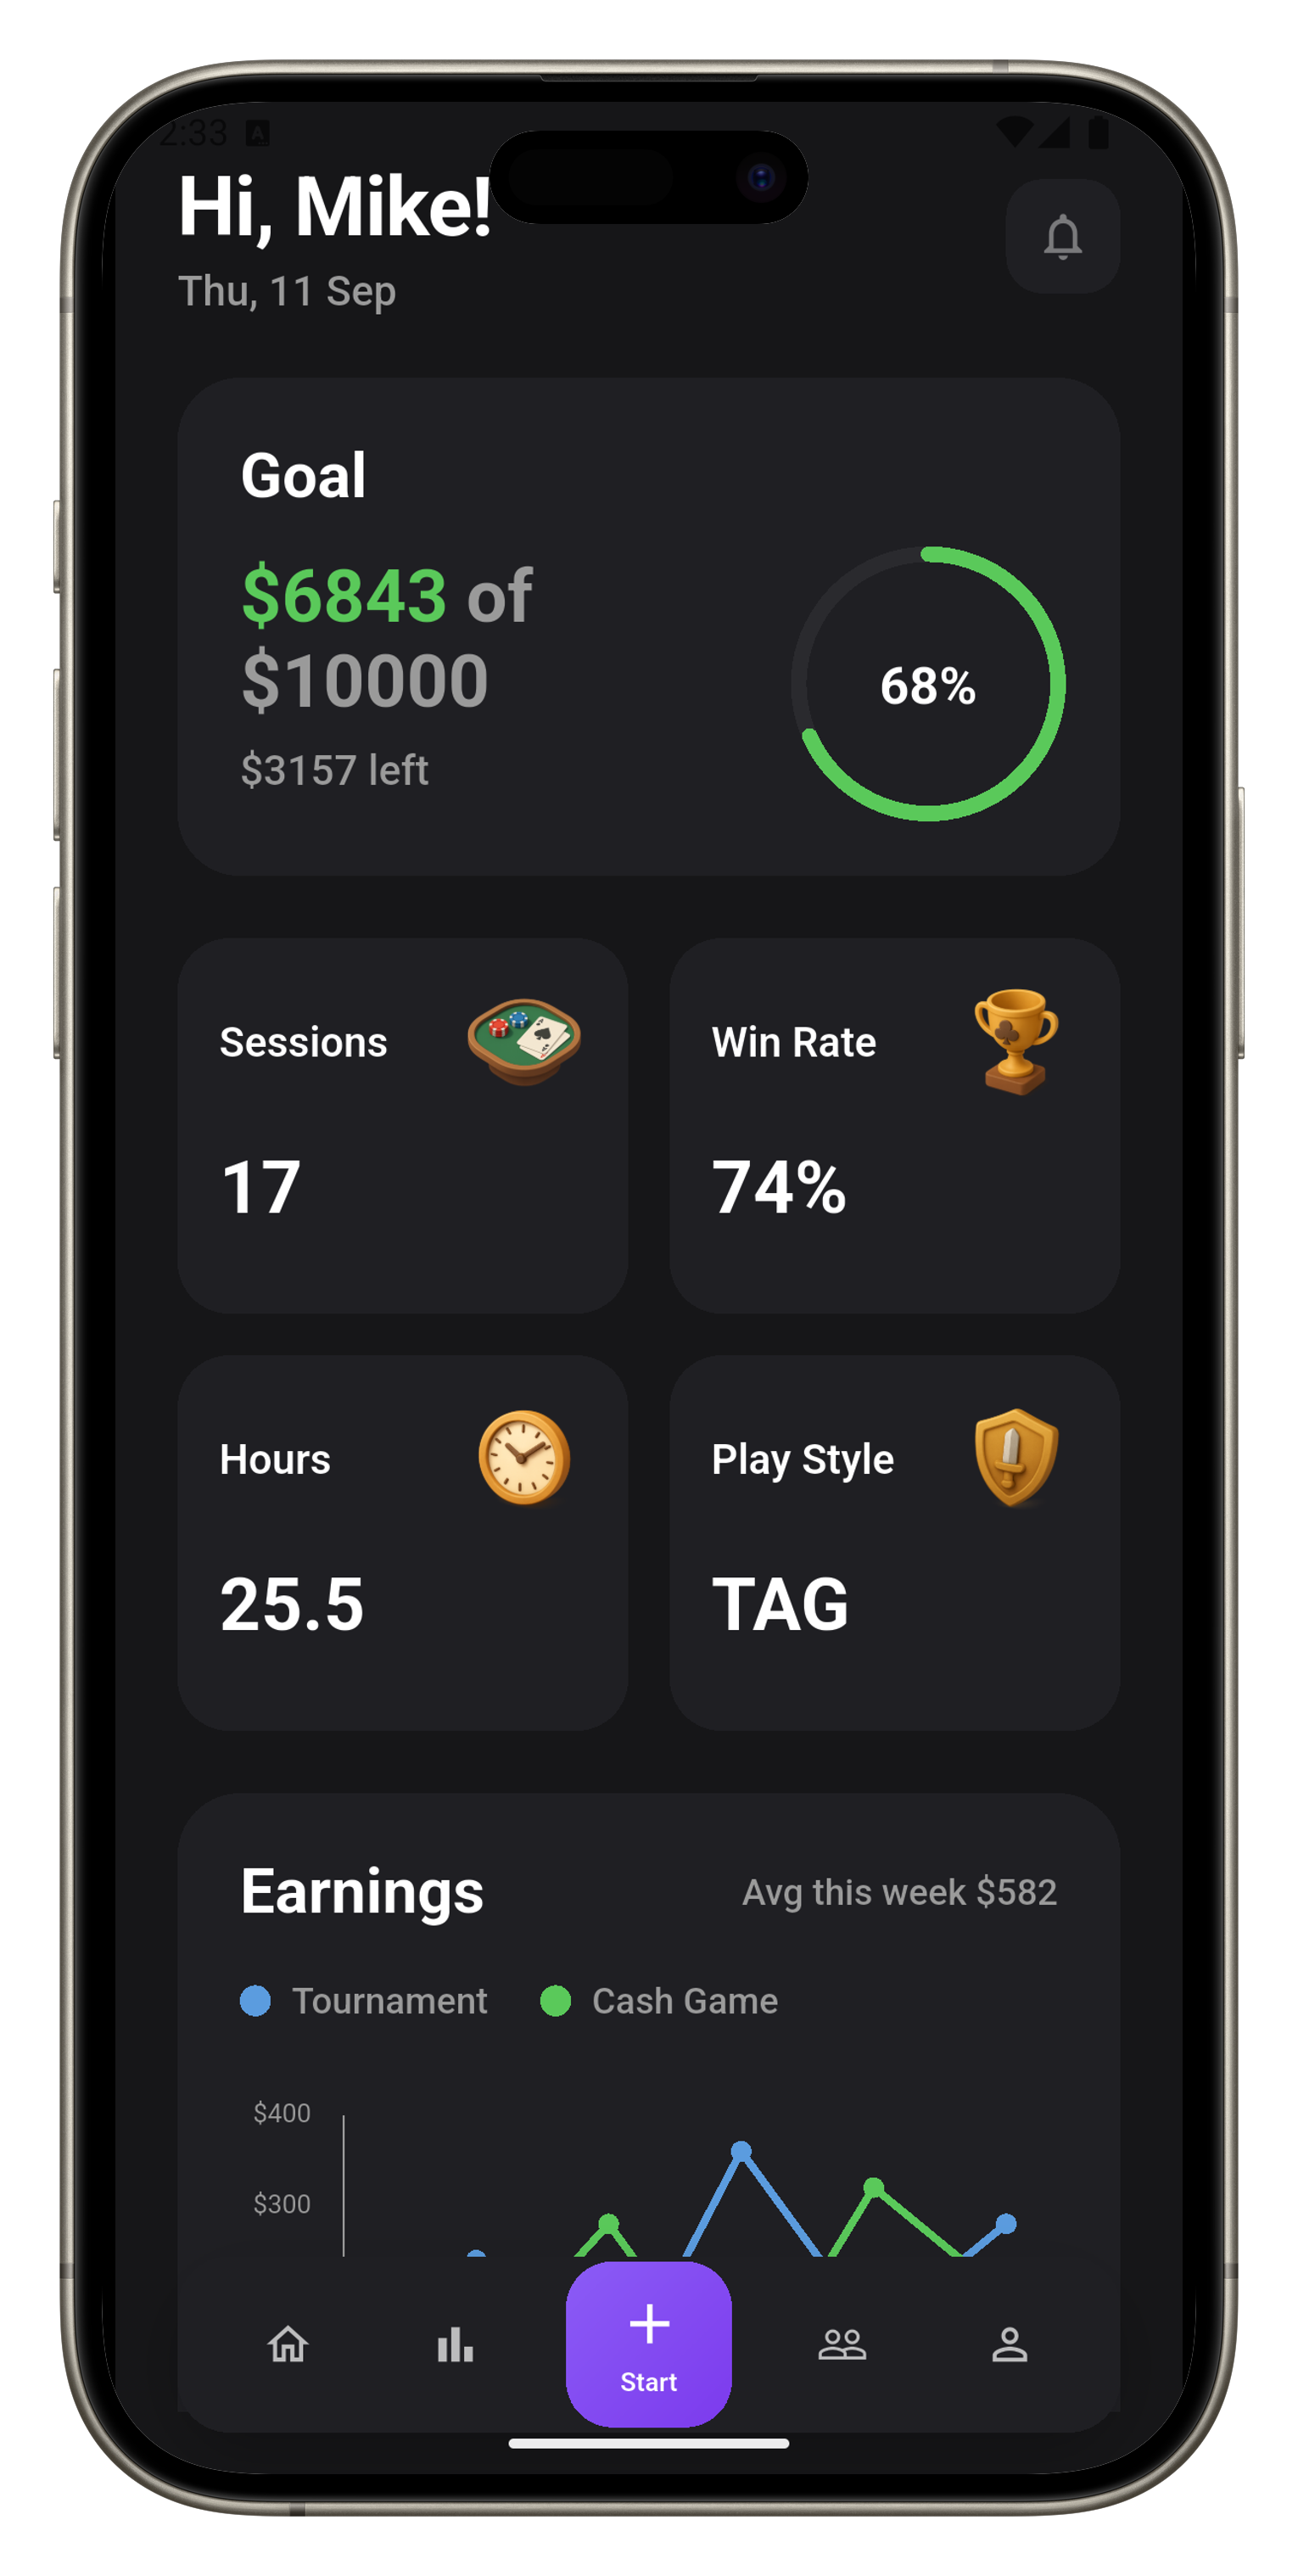 2:33 A
Hi, Mike!
Thu, 11 Sep
Goal
$6843 of
$10000
$3157 left
68%
Sessions
17
Win Rate
74%
Hours
25.5
Play Style
TAG
Earnings
Avg this week $582
Tournament
Cash Game
$400
$300
Start